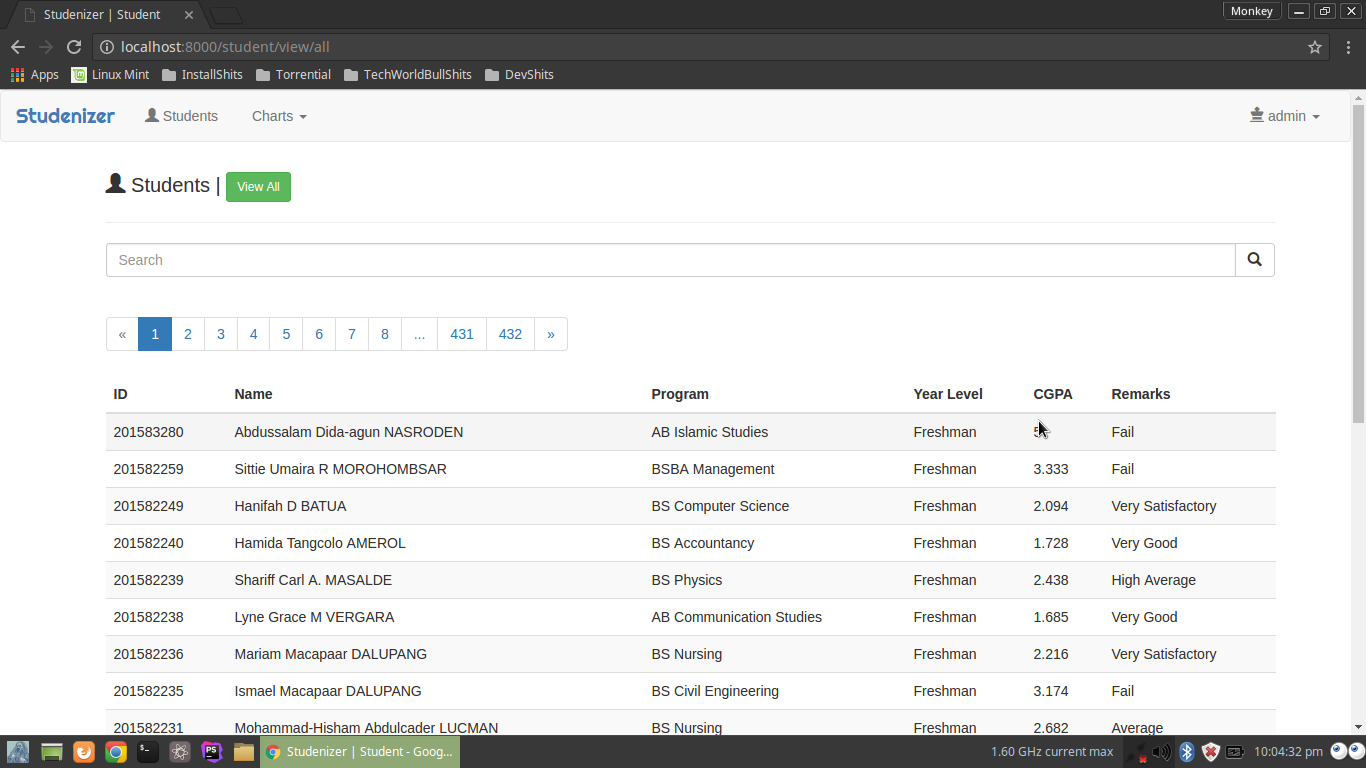 Studenizer | Student
Monkey
localhost:8000/student/view/all
Apps Linux Mint InstallShits Torrential TechWorldBullShits DevShits
Studenizer Students Charts admin
Students | View All
Search
« 1 2 3 4 5 6 7 8 ... 431 432 »
ID Name Program Year Level CGPA Remarks
201583280 Abdussalam Dida-agun NASRODEN AB Islamic Studies Freshman Fail
201582259 Sittie Umaira R MOROHOMBSAR BSBA Management Freshman 3.333 Fail
201582249 Hanifah D BATUA BS Computer Science Freshman 2.094 Very Satisfactory
201582240 Hamida Tangcolo AMEROL BS Accountancy Freshman 1.728 Very Good
201582239 Shariff Carl A. MASALDE BS Physics Freshman 2.438 High Average
201582238 Lyne Grace M VERGARA AB Communication Studies Freshman 1.685 Very Good
201582236 Mariam Macapaar DALUPANG BS Nursing Freshman 2.216 Very Satisfactory
201582235 Ismael Macapaar DALUPANG BS Civil Engineering Freshman 3.174 Fail
201582231 Mohammad-Hisham Abdulcader LUCMAN BS Nursing Freshman 2.682 Average
PS Studenizer | Student - Goog... 1.60 GHz current max 10:04:32 pm